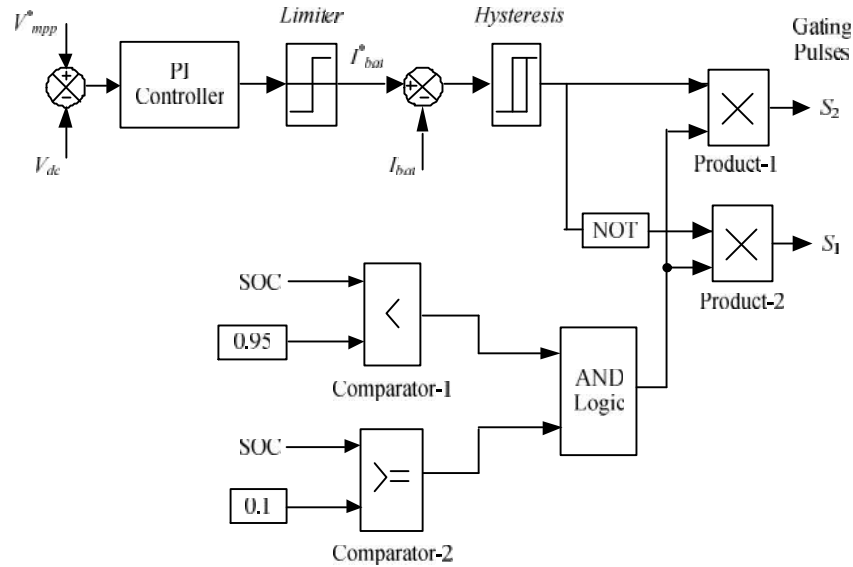 V*mpp
Limiter
Hysteresis
Gating
Pulses
PI
Controller
I*bat
+
-
+
-
×
S2
Vdc
Ibat
Product-1
NOT
×
S1
SOC
<
Product-2
0.95
AND
Logic
Comparator-1
SOC
>=
0.1
Comparator-2